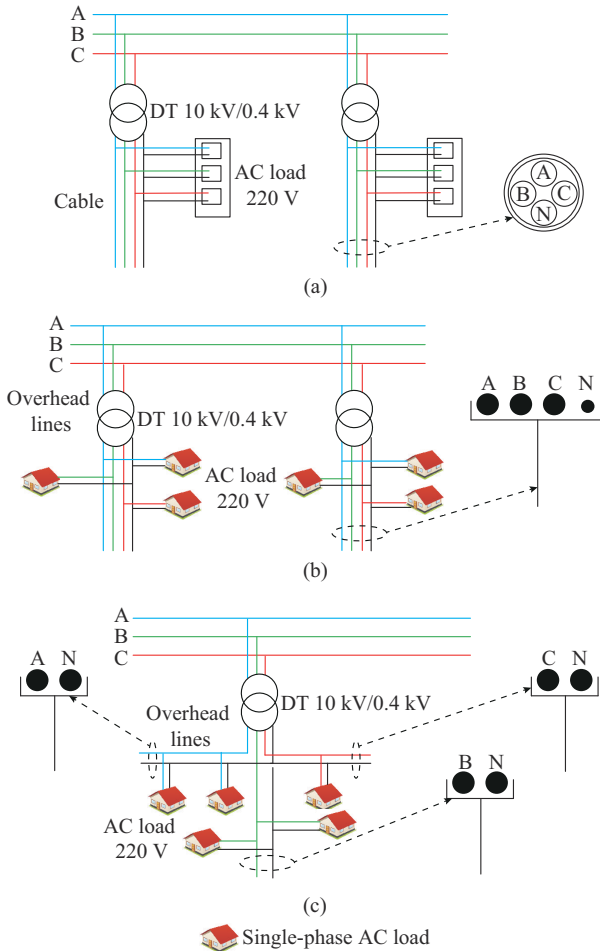 A
B
C
DT 10 kV/0.4 kV
AC load
220 V
Cable
A
B C
N
(a)
A
B
C
Overhead
lines
DT 10 kV/0.4 kV
AC load
220 V
A B C N
(b)
A
B
C
A N
DT 10 kV/0.4 kV
Overhead
lines
C N
B N
AC load
220 V
(c)
Single-phase AC load